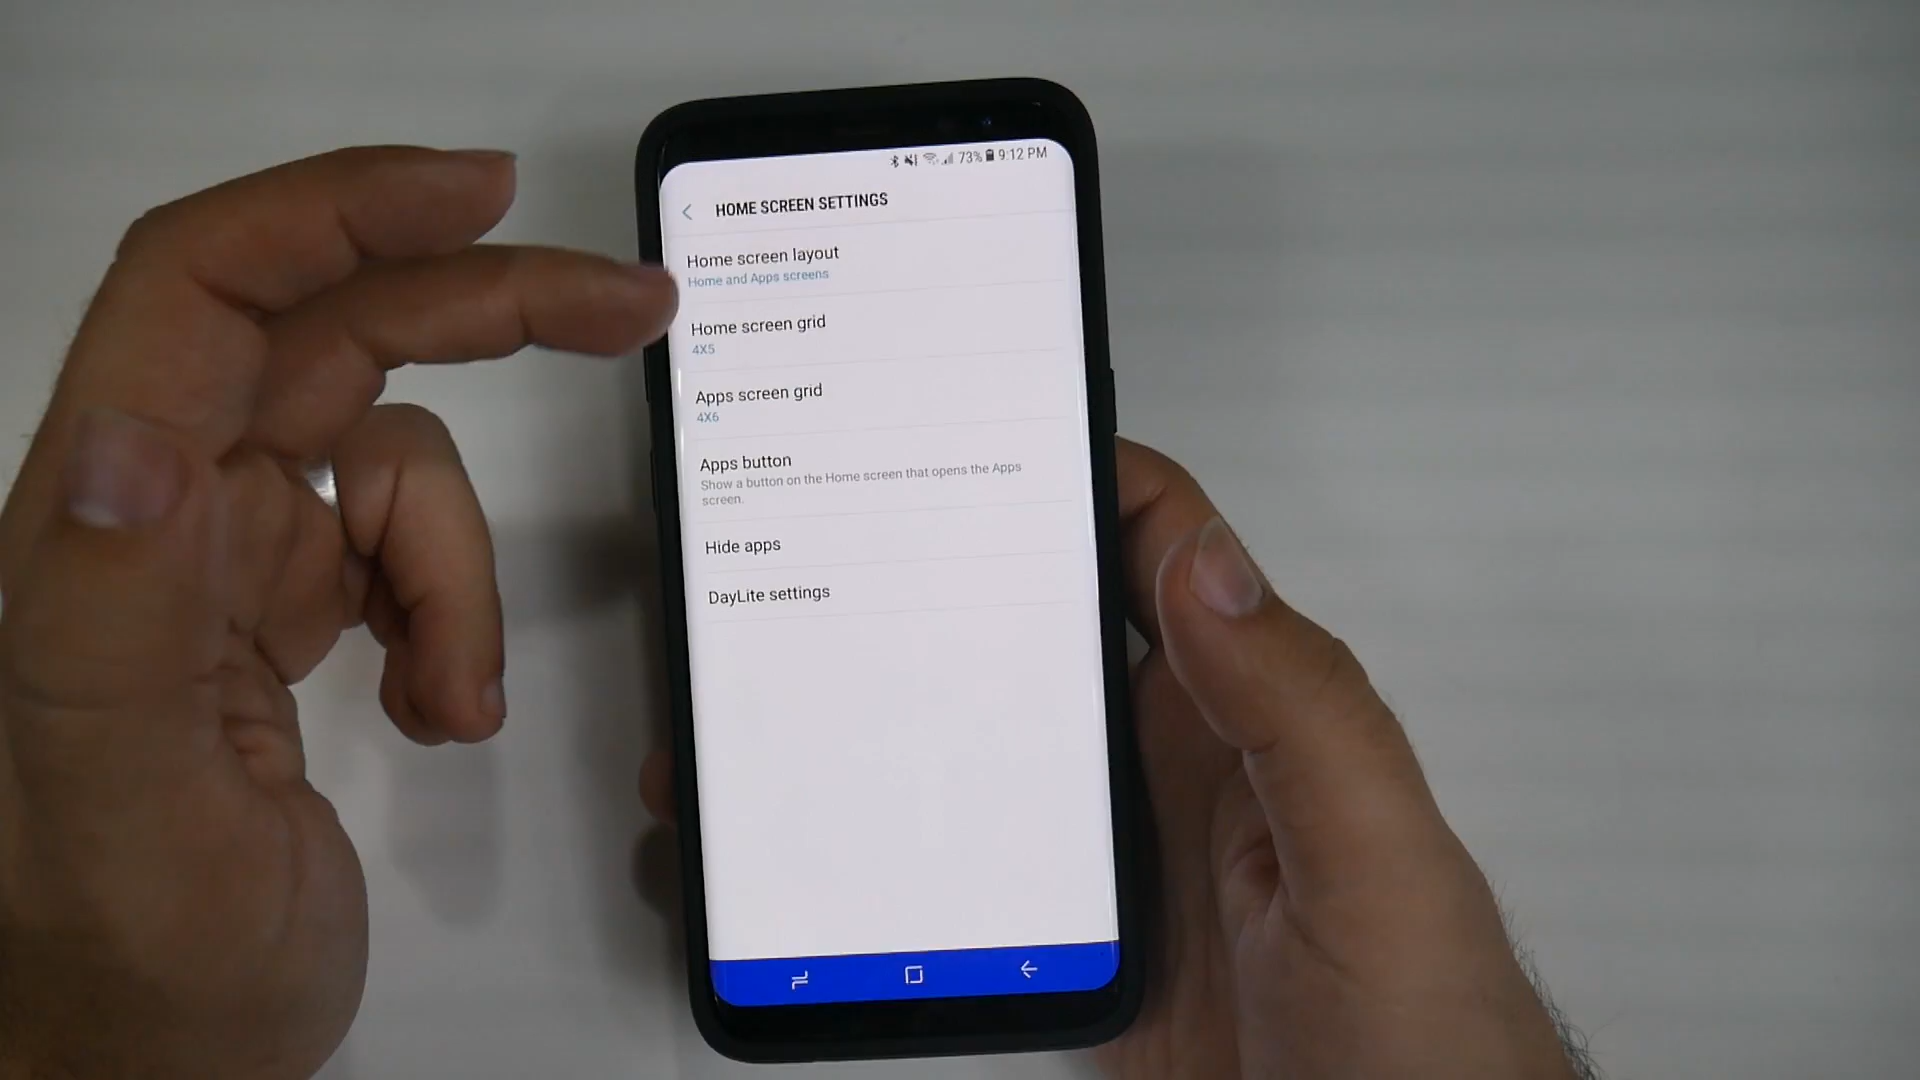 73% 9:12 PM
HOME SCREEN SETTINGS
Home screen layout
Home and Apps screens
Home screen grid
4X5
Apps screen grid
4X6
Apps button
Show a button on the Home screen that opens the Apps
screen.
Hide apps
DayLite settings